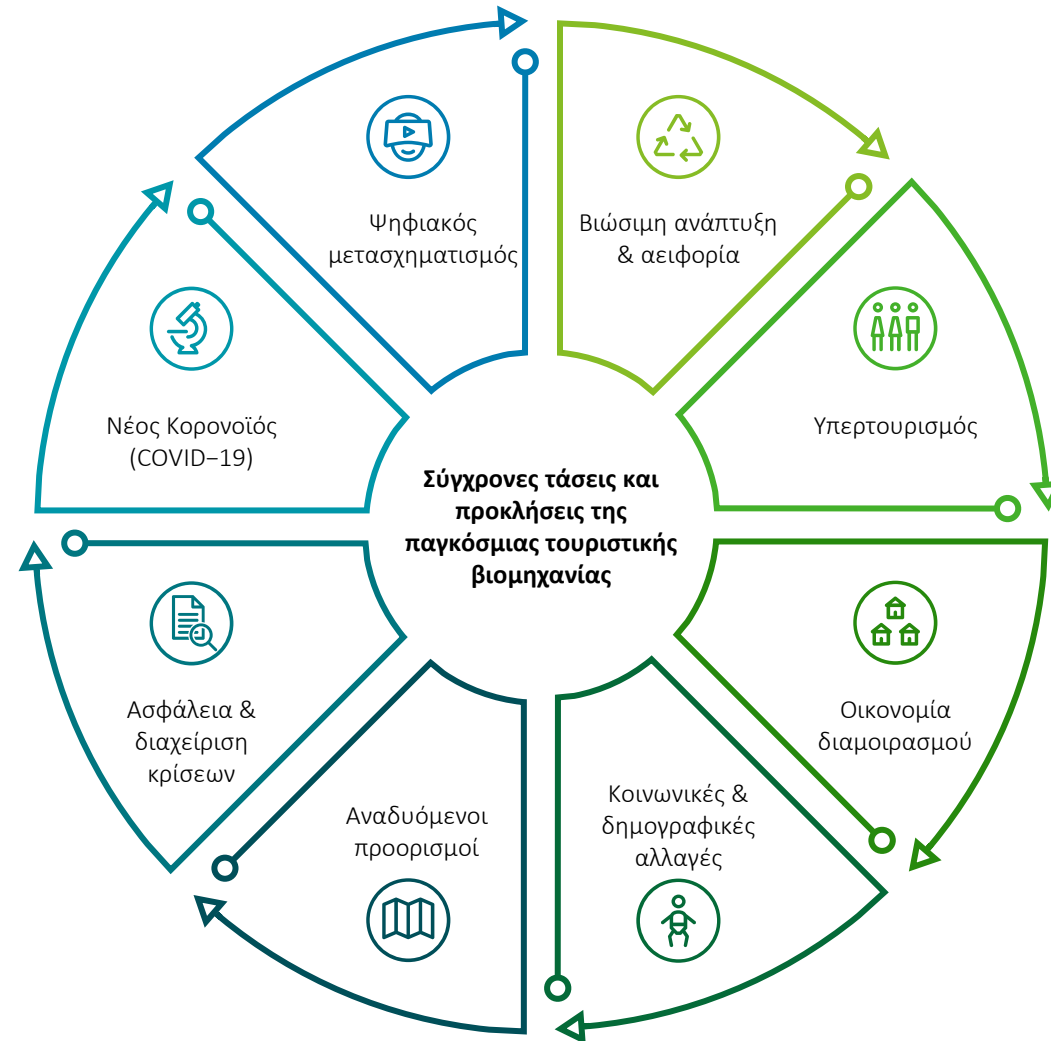 Ψηφιακός
μετασχηματισμός
Βιώσιμη ανάπτυξη
& αειφορία
Νέος Κορονοϊός
(COVID–19)
Υπερτουρισμός
Σύγχρονες τάσεις και
προκλήσεις της
παγκόσμιας τουριστικής
βιομηχανίας
Ασφάλεια &
διαχείριση
κρίσεων
Οικονομία
διαμοιρασμού
Αναδυόμενοι
προορισμοί
Κοινωνικές &
δημογραφικές
αλλαγές